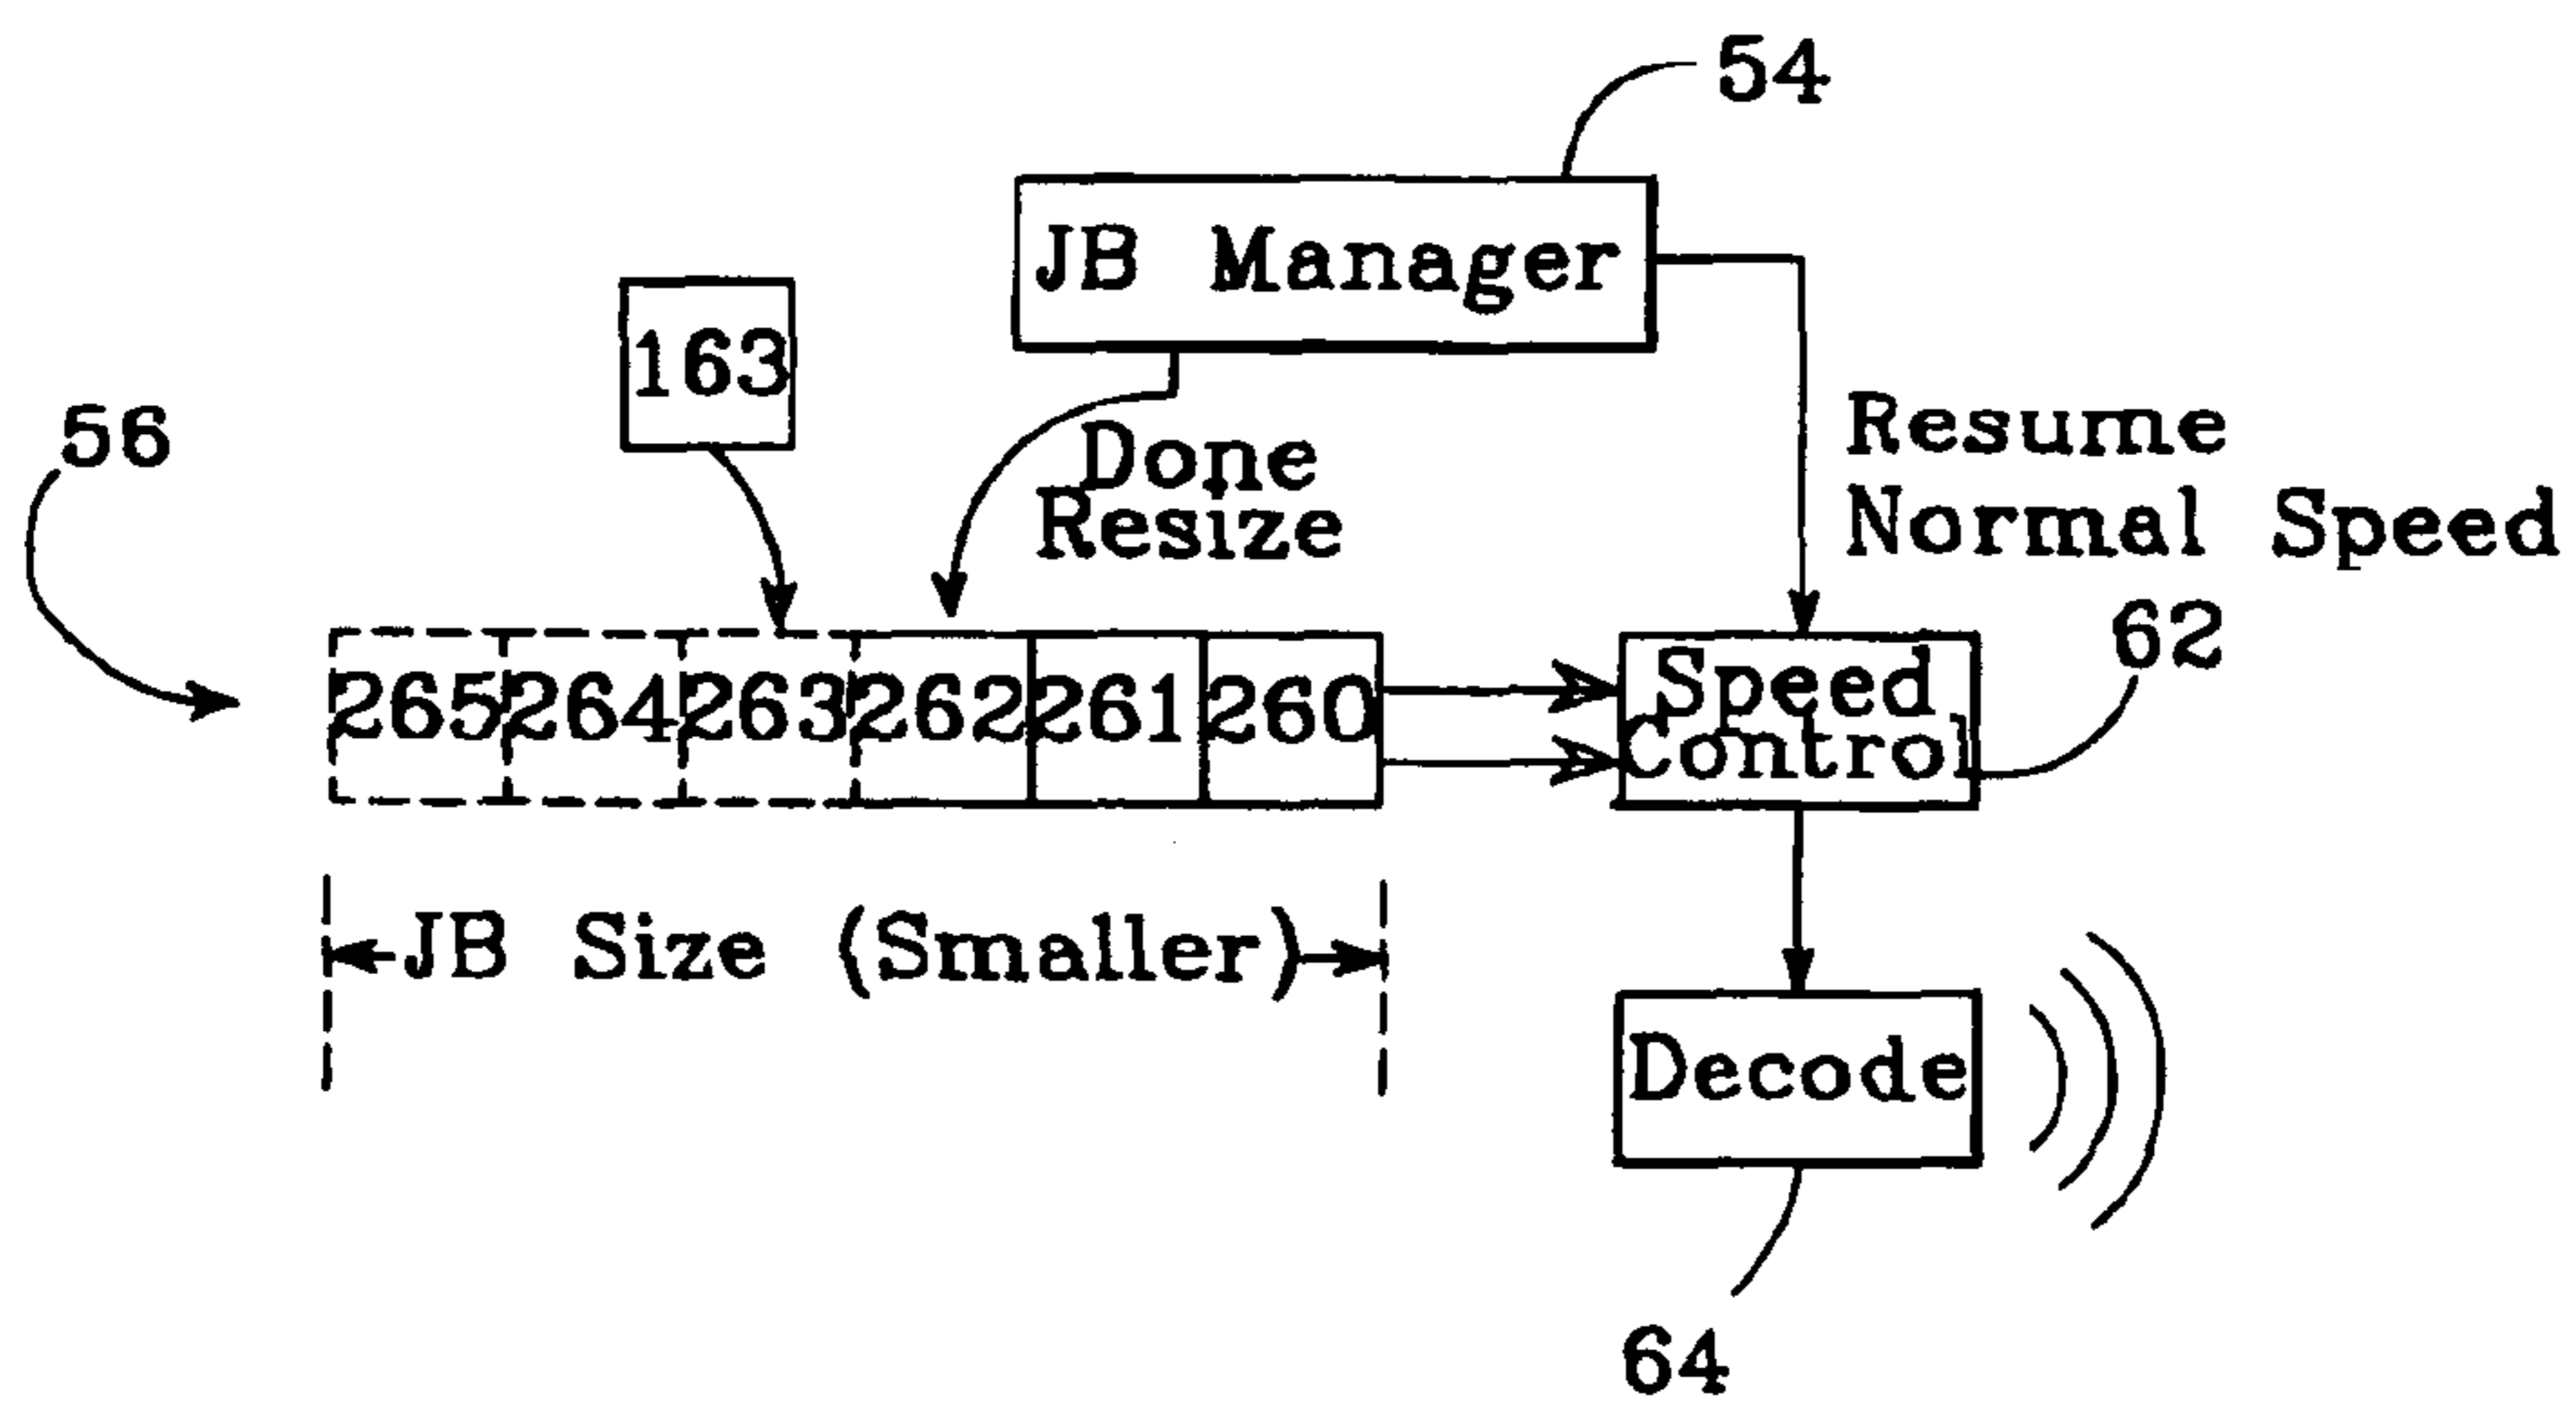 54
JB Manager
163
56
Done
Resize
Resume
Normal Speed
62
265 264 263 262 261 260
Speed
Control
JB Size (Smaller)
Decode
64